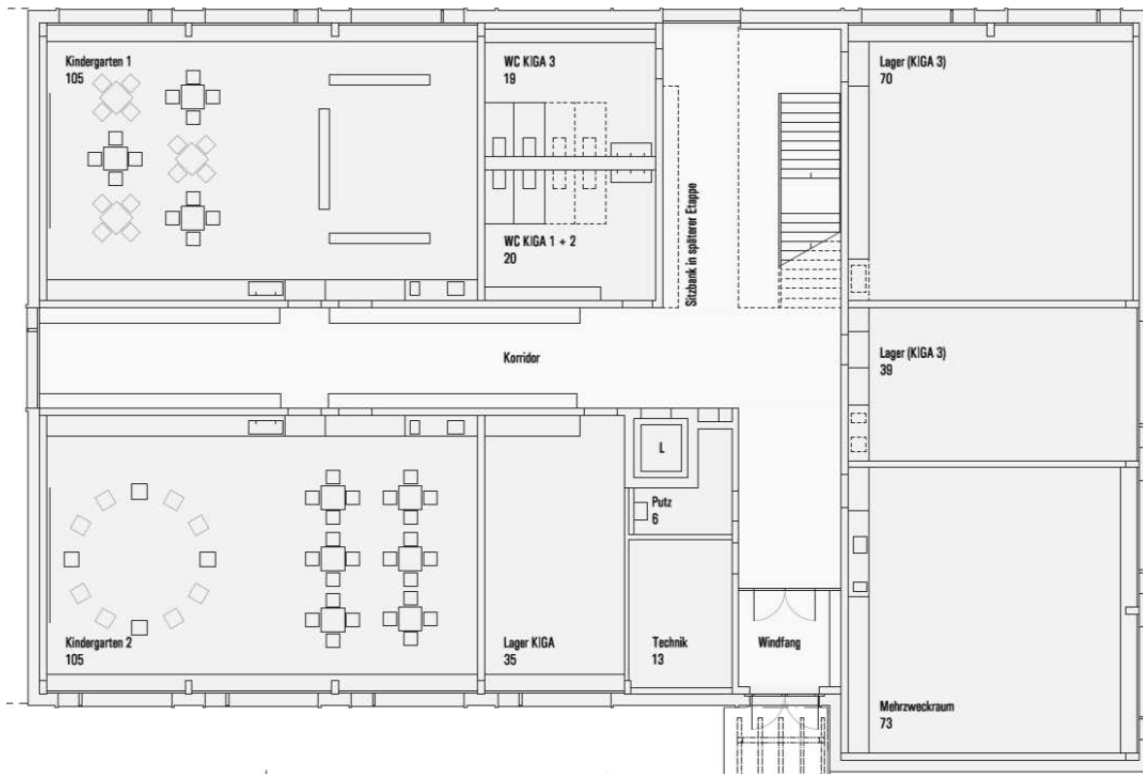 Kindergarten 1
105
WC KIGA 3
19
Lager (KIGA 3)
70
Sitzbank in späterer Etappe
WC KIGA 1 + 2
20
Korridor
Lager (KIGA 3)
39
L
Putz
6
Kindergarten 2
105
Lager KIGA
35
Technik
13
Windfang
Mehrzweckraum
73